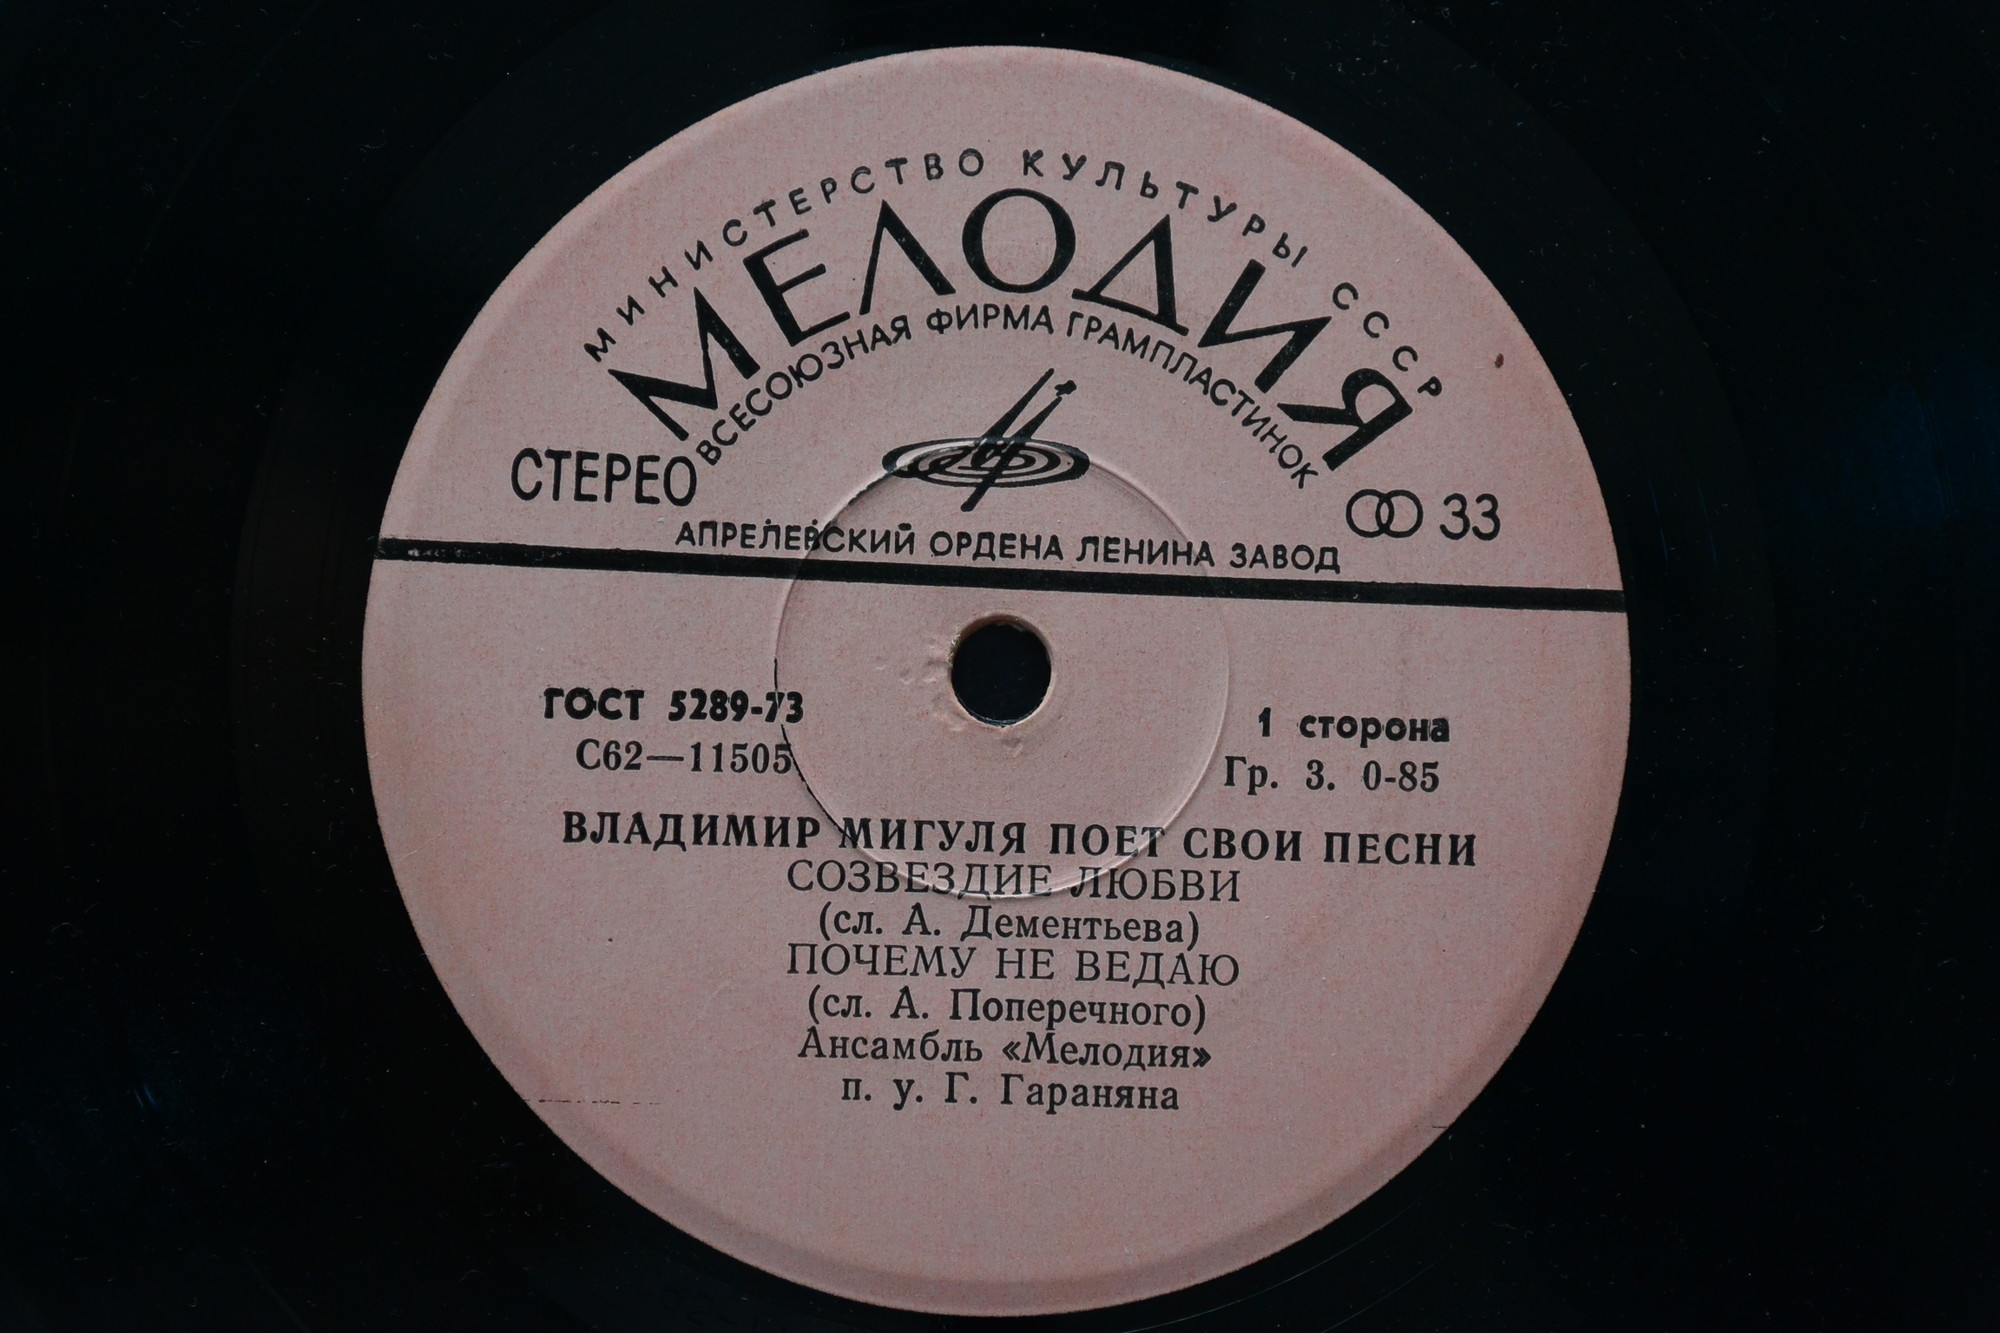 МИНИСТЕРСТВО КУЛЬТУРЫ СССР
МЕЛОДИЯ
ВСЕСОЮЗНАЯ ФИРМА ГРАМПЛАСТИНОК
СТЕРЕО
33
АПРЕЛЕВСКИЙ ОРДЕНА ЛЕНИНА ЗАВОД
ГОСТ 5289-73
1 сторона
С62—11505
Гр. 3. 0-85
ВЛАДИМИР МИГУЛЯ ПОЕТ СВОИ ПЕСНИ
СОЗВЕЗДИЕ ЛЮБВИ
(сл. А. Дементьева)
ПОЧЕМУ НЕ ВЕДАЮ
(сл. А. Поперечного)
Ансамбль «Мелодия»
п. у. Г. Гараняна